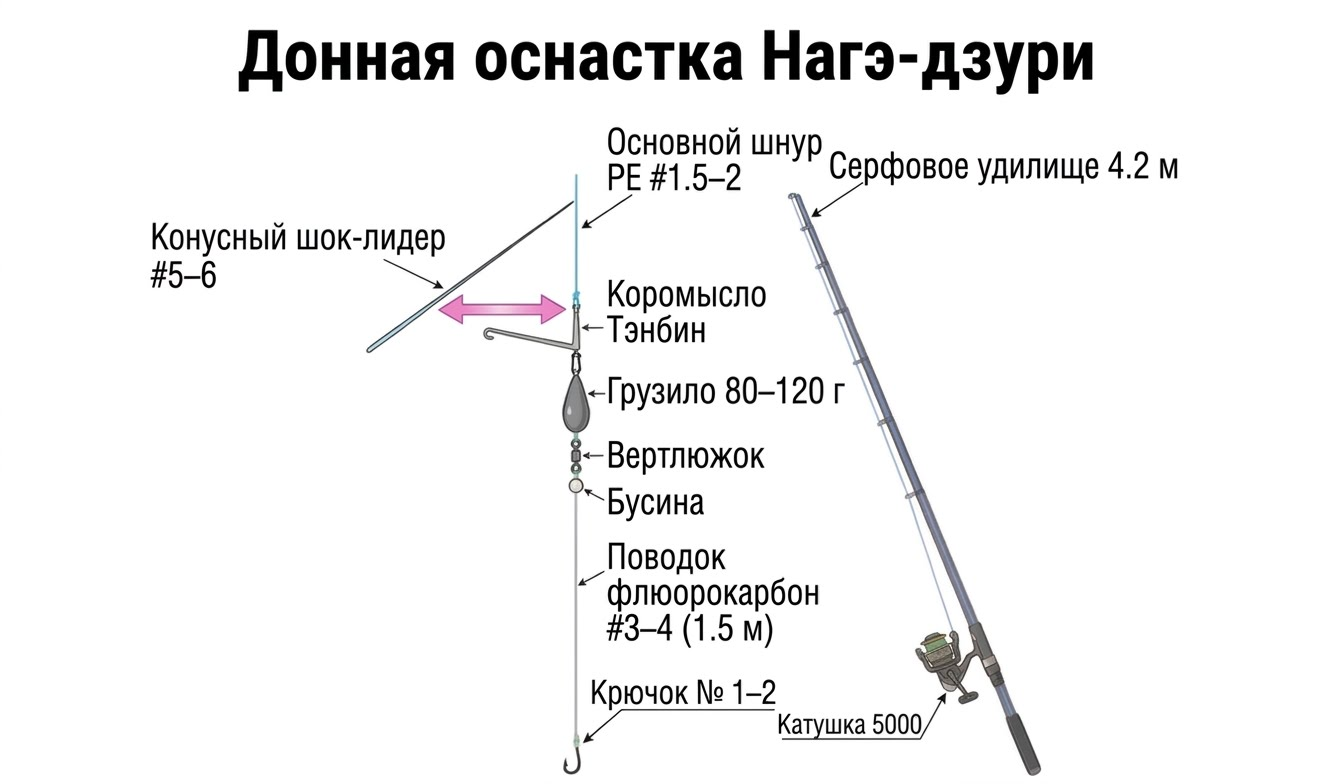 Донная оснастка Нагэ-дзури
Основной шнур
PE #1.5–2
Серфовое удилище 4.2 м
Конусный шок-лидер
#5–6
Коромысло
Тэнбин
Грузило 80–120 г
Вертлюжок
Бусина
Поводок
флюорокарбон
#3–4 (1.5 м)
Крючок № 1–2
Катушка 5000